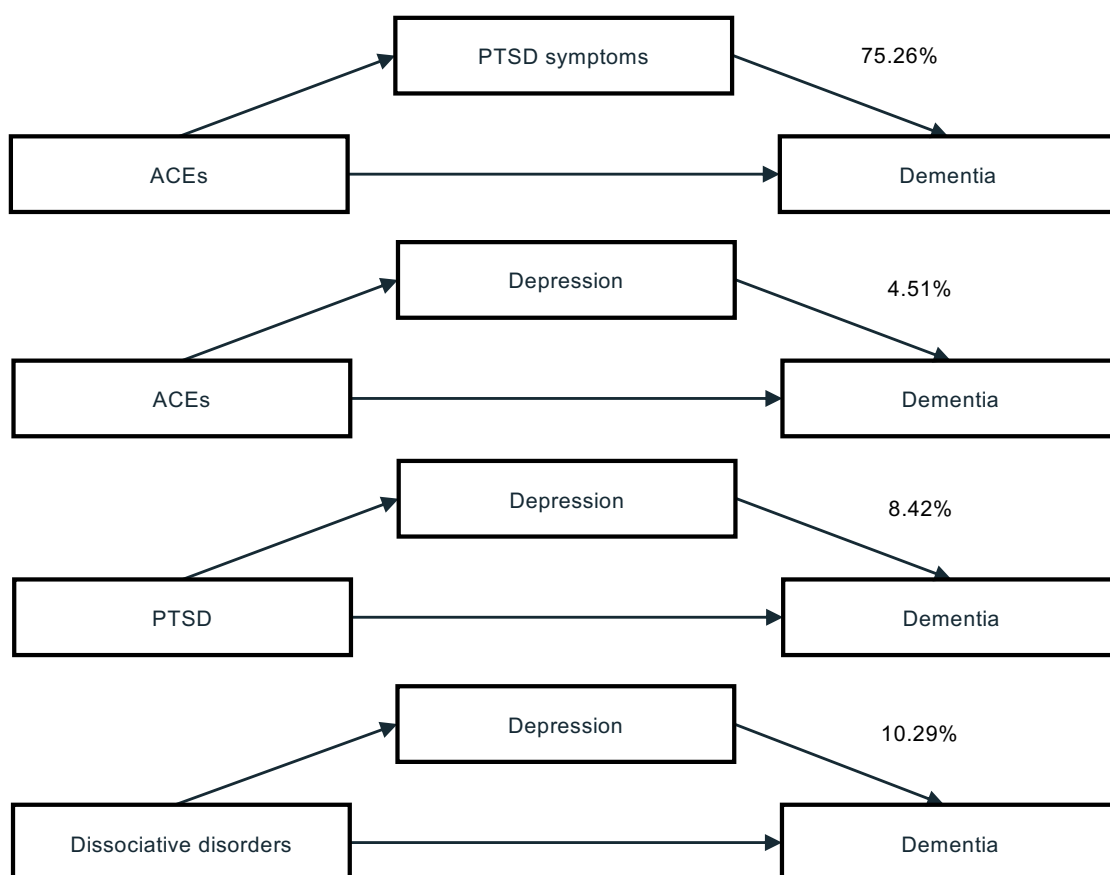 PTSD symptoms
75.26%
ACEs
Dementia
Depression
4.51%
ACEs
Dementia
Depression
8.42%
PTSD
Dementia
Depression
10.29%
Dissociative disorders
Dementia